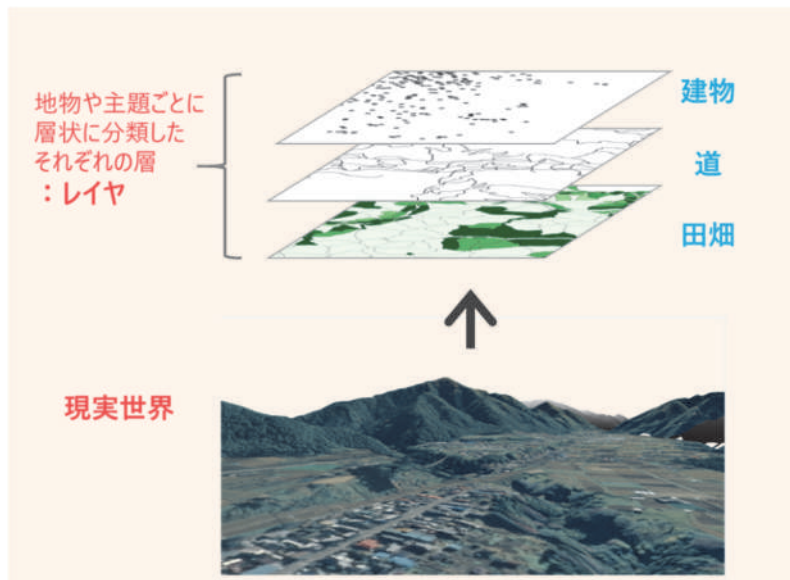 地物や主題ごとに
層状に分類した
それぞれの層
：レイヤ
建物
道
田畑
現実世界